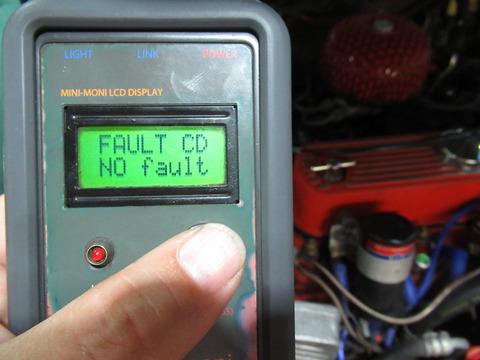 LIGHT LINK POWER
MINI-MONI LCD DISPLAY
FAULT CD
NO fault